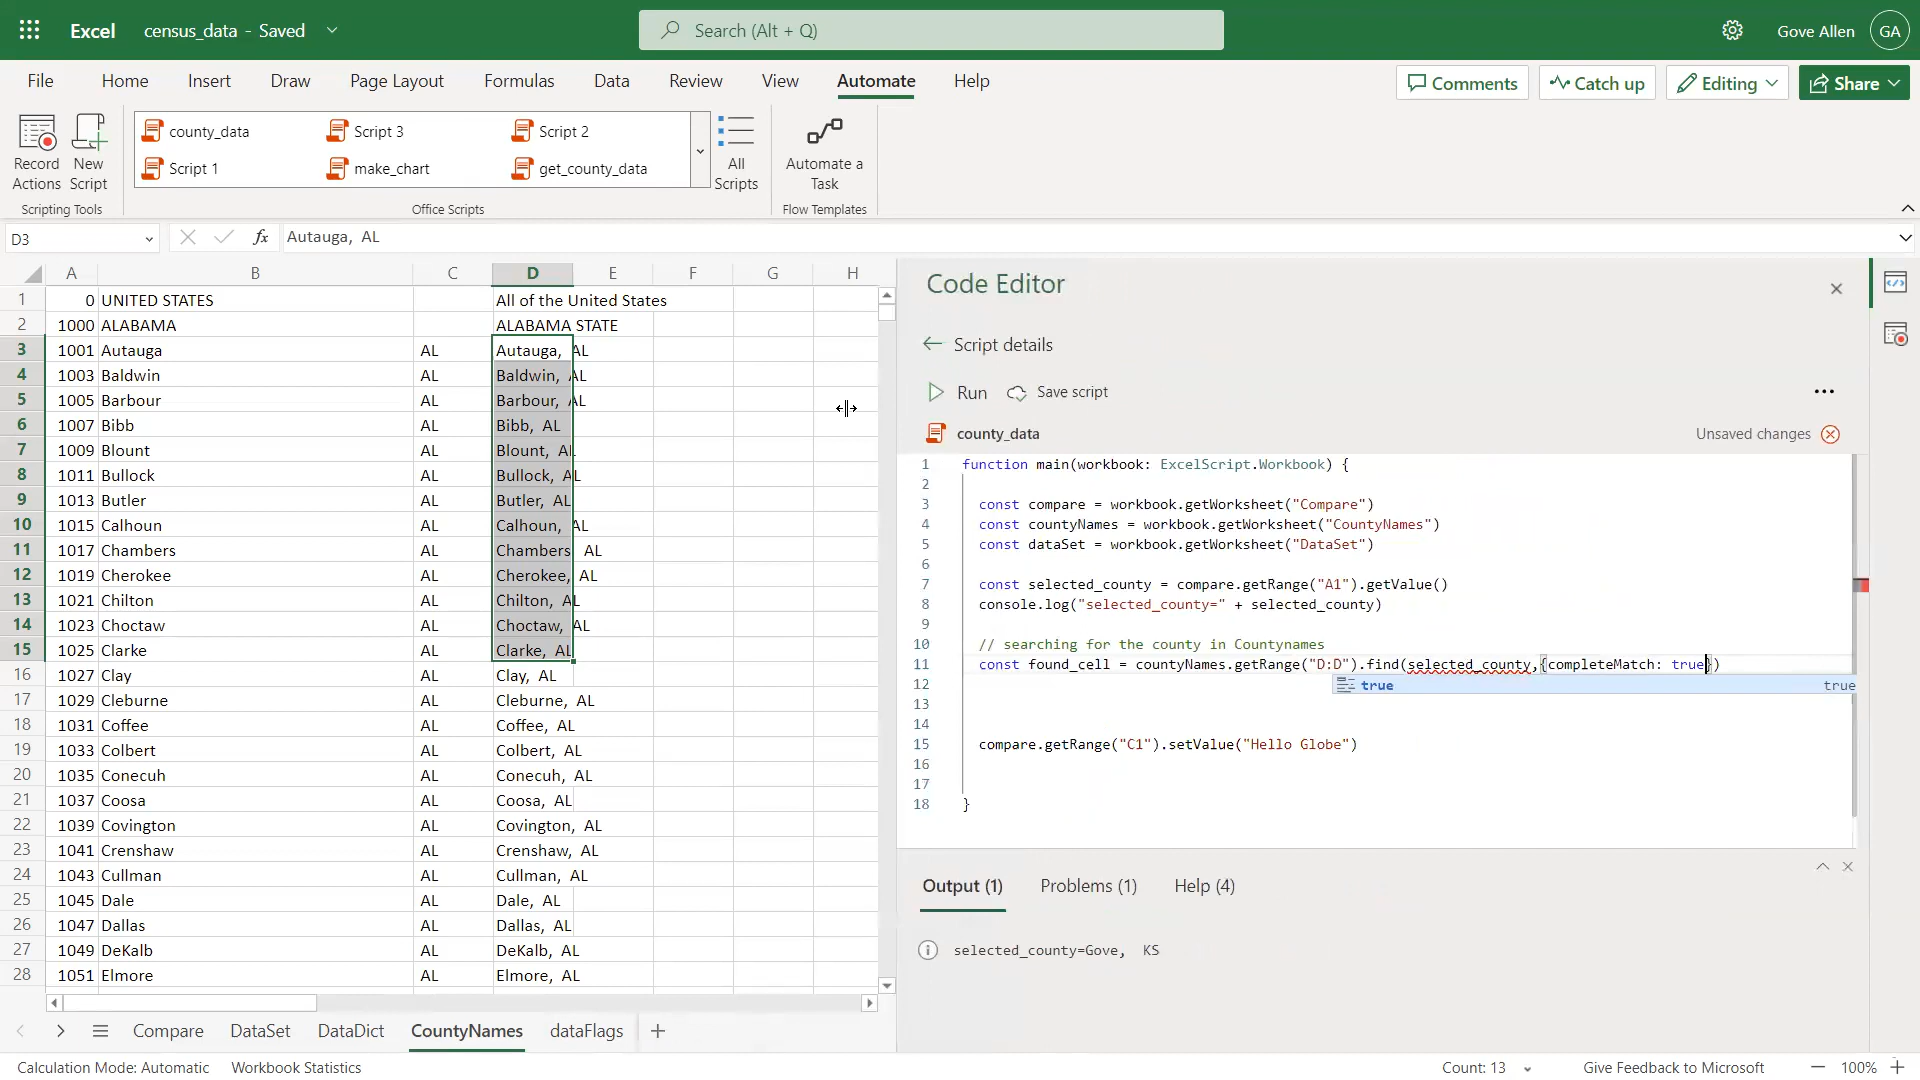 Excel census_data - Saved Search (Alt + Q) Gove Allen GA
File Home Insert Draw Page Layout Formulas Data Review View Automate Help Comments Catch up Editing Share
Record Actions New Script county_data Script 3 Script 2 Script 1 make_chart get_county_data All Scripts Automate a Task
Scripting Tools Office Scripts Flow Templates
D3 fx Autauga,  AL
A B C D E F G H
1 0 UNITED STATES All of the United States
2 1000 ALABAMA ALABAMA STATE
3 1001 Autauga AL Autauga,  AL
4 1003 Baldwin AL Baldwin,  AL
5 1005 Barbour AL Barbour,  AL
6 1007 Bibb AL Bibb,  AL
7 1009 Blount AL Blount,  AL
8 1011 Bullock AL Bullock,  AL
9 1013 Butler AL Butler,  AL
10 1015 Calhoun AL Calhoun,  AL
11 1017 Chambers AL Chambers  AL
12 1019 Cherokee AL Cherokee,  AL
13 1021 Chilton AL Chilton,  AL
14 1023 Choctaw AL Choctaw,  AL
15 1025 Clarke AL Clarke,  AL
16 1027 Clay AL Clay,  AL
17 1029 Cleburne AL Cleburne,  AL
18 1031 Coffee AL Coffee,  AL
19 1033 Colbert AL Colbert,  AL
20 1035 Conecuh AL Conecuh,  AL
21 1037 Coosa AL Coosa,  AL
22 1039 Covington AL Covington,  AL
23 1041 Crenshaw AL Crenshaw,  AL
24 1043 Cullman AL Cullman,  AL
25 1045 Dale AL Dale,  AL
26 1047 Dallas AL Dallas,  AL
27 1049 DeKalb AL DeKalb,  AL
28 1051 Elmore AL Elmore,  AL
Compare DataSet DataDict CountyNames dataFlags
Code Editor
Script details
Run Save script ...
county_data Unsaved changes
1 function main(workbook: ExcelScript.Workbook) {
2
3 const compare = workbook.getWorksheet("Compare")
4 const countyNames = workbook.getWorksheet("CountyNames")
5 const dataSet = workbook.getWorksheet("DataSet")
6
7 const selected_county = compare.getRange("A1").getValue()
8 console.log("selected_county=" + selected_county)
9
10 // searching for the county in Countynames
11 const found_cell = countyNames.getRange("D:D").find(selected_county,{completeMatch: true})
12 true true
13
14
15 compare.getRange("C1").setValue("Hello Globe")
16
17
18 }
Output (1) Problems (1) Help (4)
selected_county=Gove,  KS
Calculation Mode: Automatic Workbook Statistics Count: 13 Give Feedback to Microsoft 100%